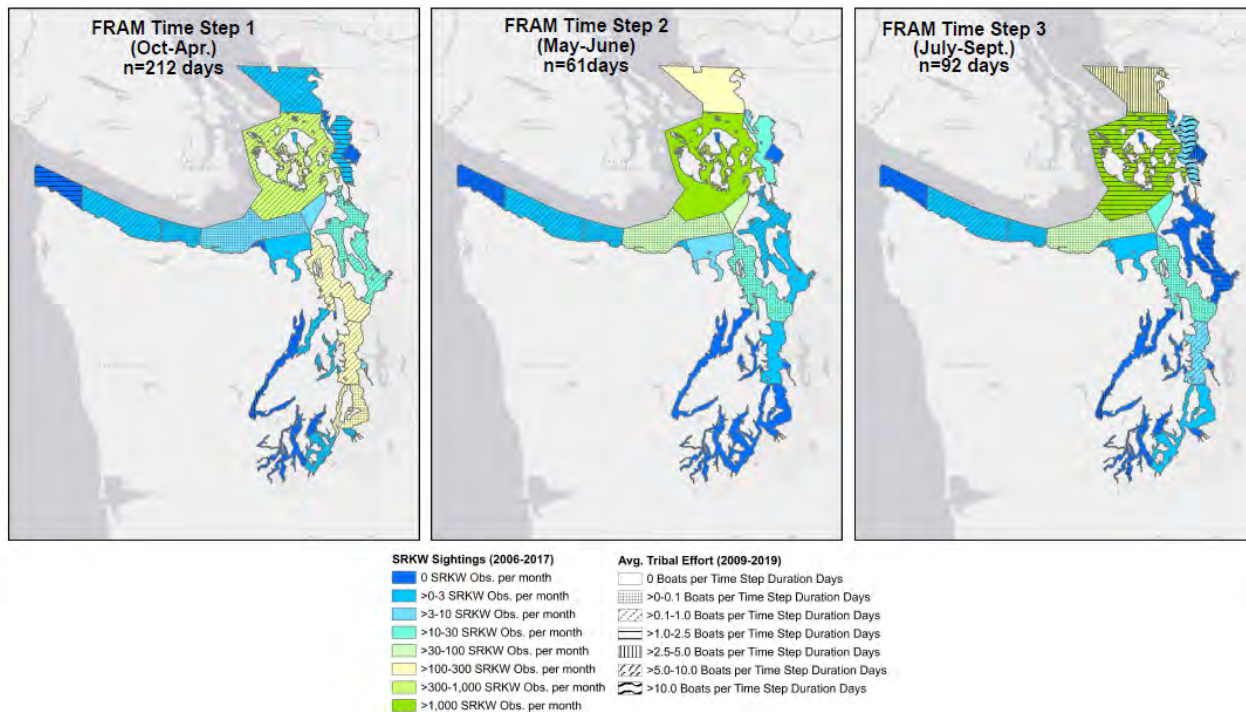 FRAM Time Step 1
(Oct-Apr.)
n=212 days
FRAM Time Step 2
(May-June)
n=61days
FRAM Time Step 3
(July-Sept.)
n=92 days
SRKW Sightings (2006-2017)
0 SRKW Obs. per month
>0-3 SRKW Obs. per month
>3-10 SRKW Obs. per month
>10-30 SRKW Obs. per month
>30-100 SRKW Obs. per month
>100-300 SRKW Obs. per month
>300-1,000 SRKW Obs. per month
>1,000 SRKW Obs. per month
Avg. Tribal Effort (2009-2019)
0 Boats per Time Step Duration Days
>0-0.1 Boats per Time Step Duration Days
>0.1-1.0 Boats per Time Step Duration Days
>1.0-2.5 Boats per Time Step Duration Days
>2.5-5.0 Boats per Time Step Duration Days
>5.0-10.0 Boats per Time Step Duration Days
>10.0 Boats per Time Step Duration Days